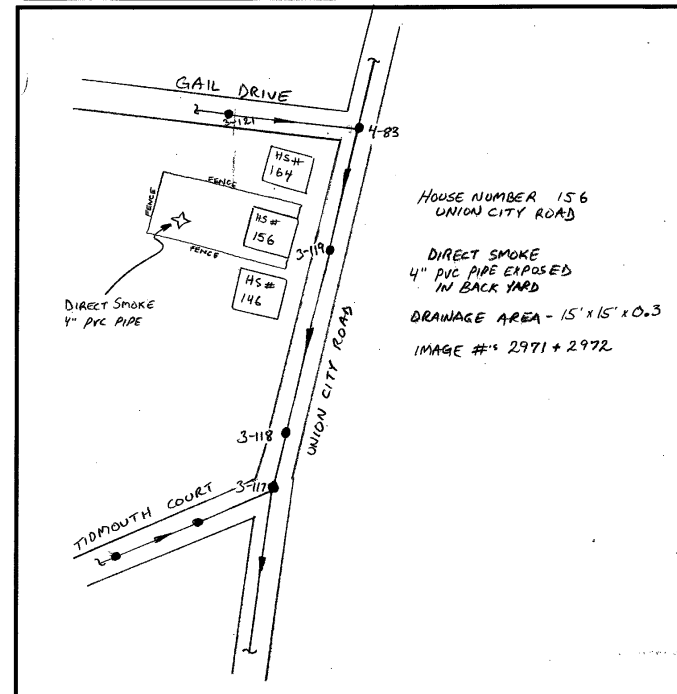 GAIL DRIVE
3-121
4-83
HS#
164
FENCE
FENCE
HS#
156
FENCE
3-119
HS#
146
DIRECT SMOKE
4" PVC PIPE
HOUSE NUMBER 156
UNION CITY ROAD
DIRECT SMOKE
4" PVC PIPE EXPOSED
IN BACK YARD
DRAINAGE AREA - 15' x 15' x 0.3
IMAGE #'s 2971 + 2972
UNION CITY ROAD
3-118
3-117
TIDMOUTH COURT